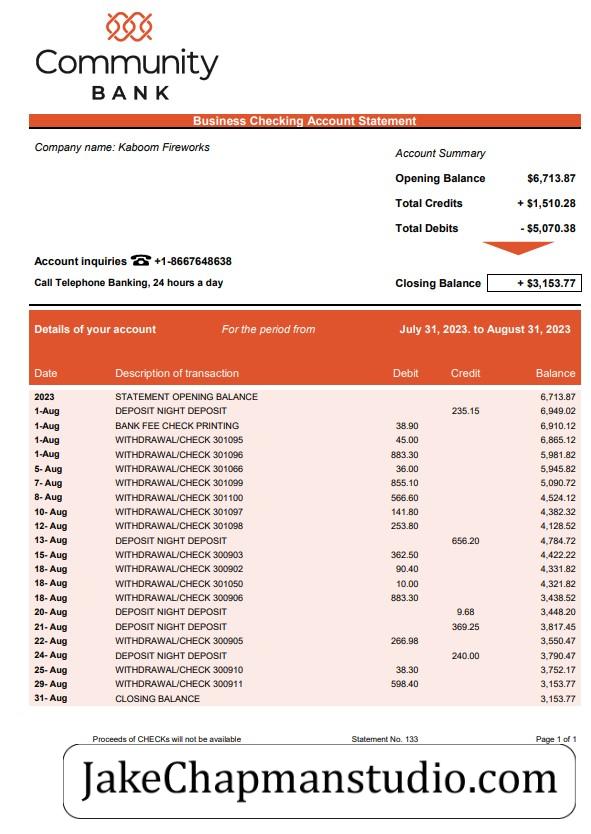 Community
BANK
Business Checking Account Statement
Company name: Kaboom Fireworks
Account Summary
Opening Balance $6,713.87
Total Credits + $1,510.28
Total Debits - $5,070.38
Account inquiries ☎ +1-8667648638
Call Telephone Banking, 24 hours a day
Closing Balance + $3,153.77
Details of your account For the period from July 31, 2023. to August 31, 2023
Date Description of transaction Debit Credit Balance
2023 STATEMENT OPENING BALANCE 6,713.87
1-Aug DEPOSIT NIGHT DEPOSIT 235.15 6,949.02
1-Aug BANK FEE CHECK PRINTING 38.90 6,910.12
1-Aug WITHDRAWAL/CHECK 301095 45.00 6,865.12
1-Aug WITHDRAWAL/CHECK 301096 883.30 5,981.82
5- Aug WITHDRAWAL/CHECK 301066 36.00 5,945.82
7- Aug WITHDRAWAL/CHECK 301099 855.10 5,090.72
8- Aug WITHDRAWAL/CHECK 301100 566.60 4,524.12
10- Aug WITHDRAWAL/CHECK 301097 141.80 4,382.32
12- Aug WITHDRAWAL/CHECK 301098 253.80 4,128.52
13- Aug DEPOSIT NIGHT DEPOSIT 656.20 4,784.72
15- Aug WITHDRAWAL/CHECK 300903 362.50 4,422.22
18- Aug WITHDRAWAL/CHECK 300902 90.40 4,331.82
18- Aug WITHDRAWAL/CHECK 301050 10.00 4,321.82
18- Aug WITHDRAWAL/CHECK 300906 883.30 3,438.52
20- Aug DEPOSIT NIGHT DEPOSIT 9.68 3,448.20
21- Aug DEPOSIT NIGHT DEPOSIT 369.25 3,817.45
22- Aug WITHDRAWAL/CHECK 300905 266.98 3,550.47
24- Aug DEPOSIT NIGHT DEPOSIT 240.00 3,790.47
25- Aug WITHDRAWAL/CHECK 300910 38.30 3,752.17
29- Aug WITHDRAWAL/CHECK 300911 598.40 3,153.77
31- Aug CLOSING BALANCE 3,153.77
Proceeds of CHECKs will not be available Statement No. 133 Page 1 of 1
JakeChapmanstudio.com